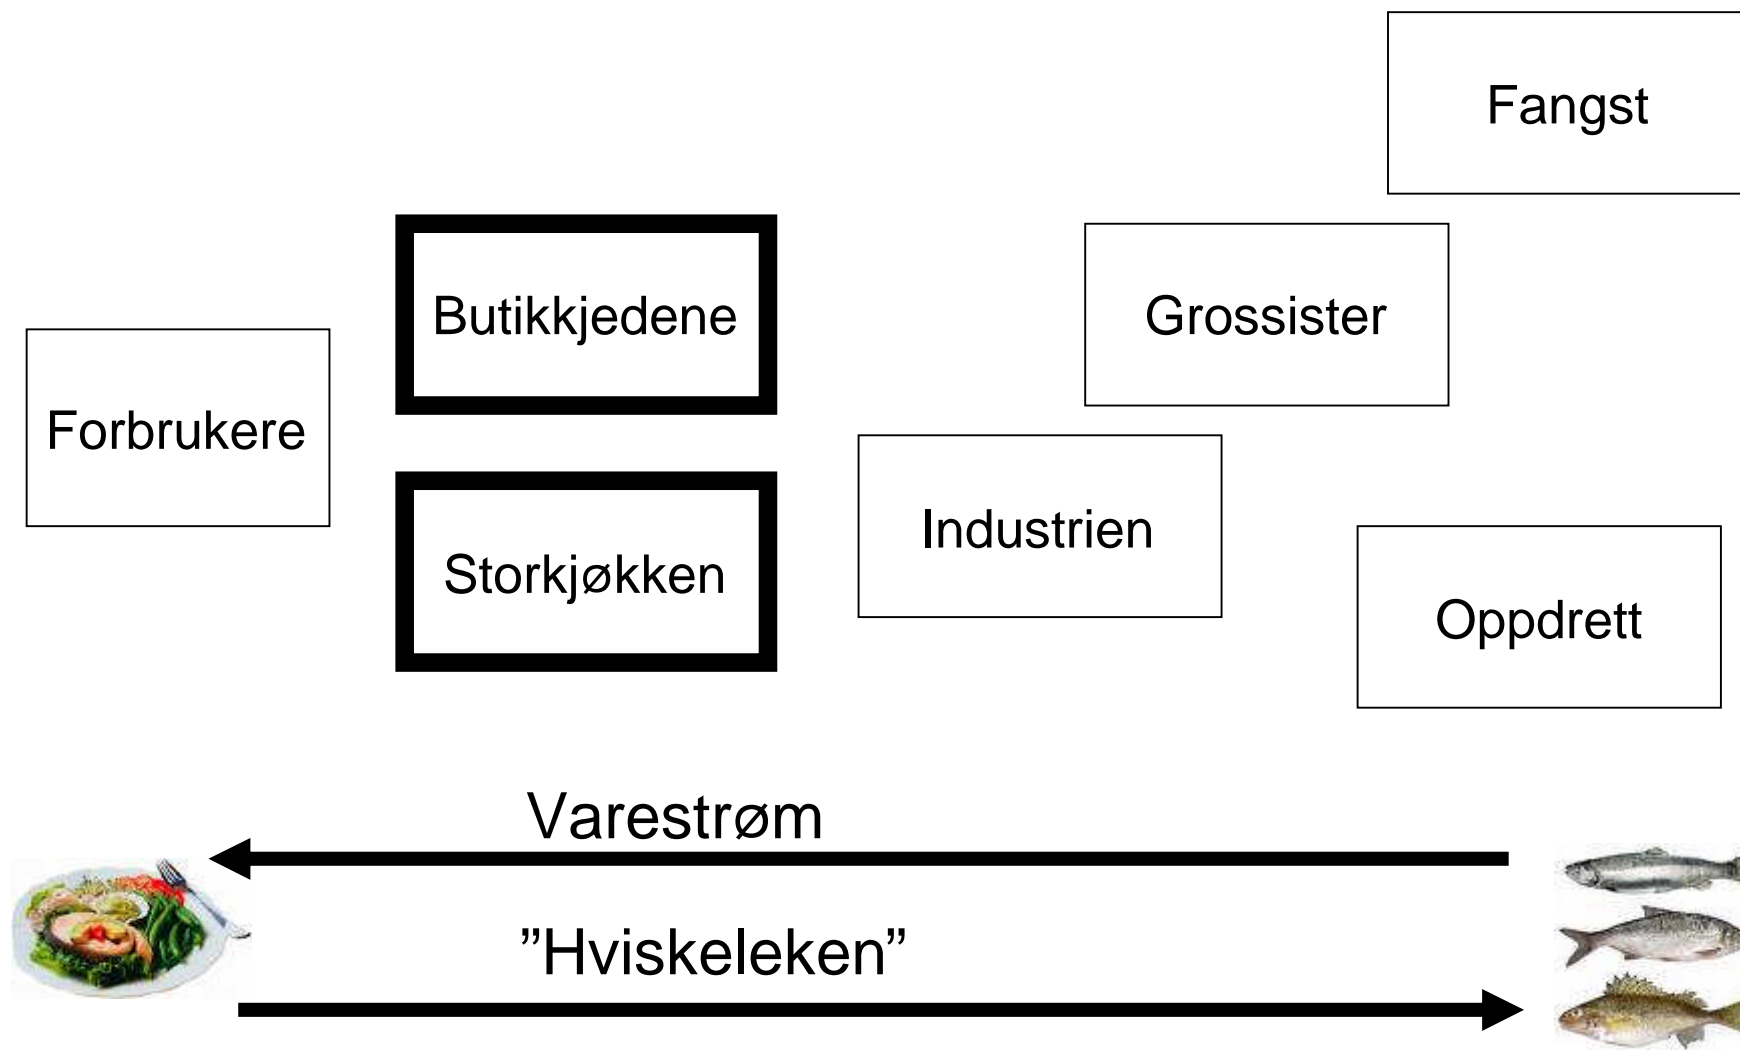 Fangst
Butikkjedene
Grossister
Forbrukere
Industrien
Storkjøkken
Oppdrett
Varestrøm
”Hviskeleken”